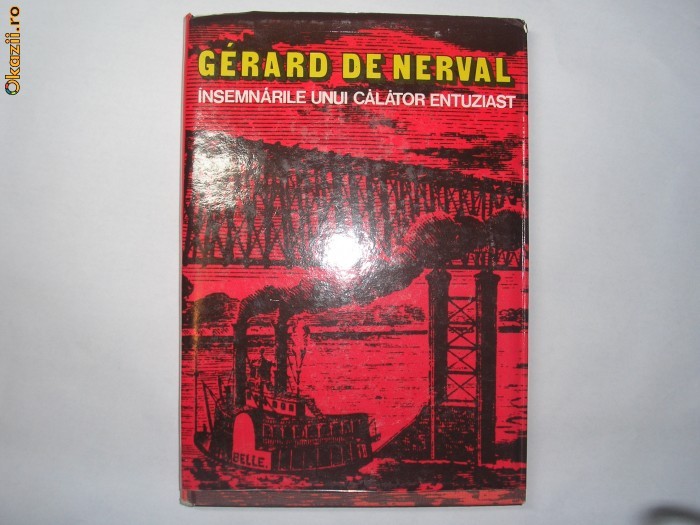 Okazii.ro
GÉRARD DE NERVAL
ÎNSEMNĂRILE UNUI CĂLĂTOR ENTUZIAST
BELLE.